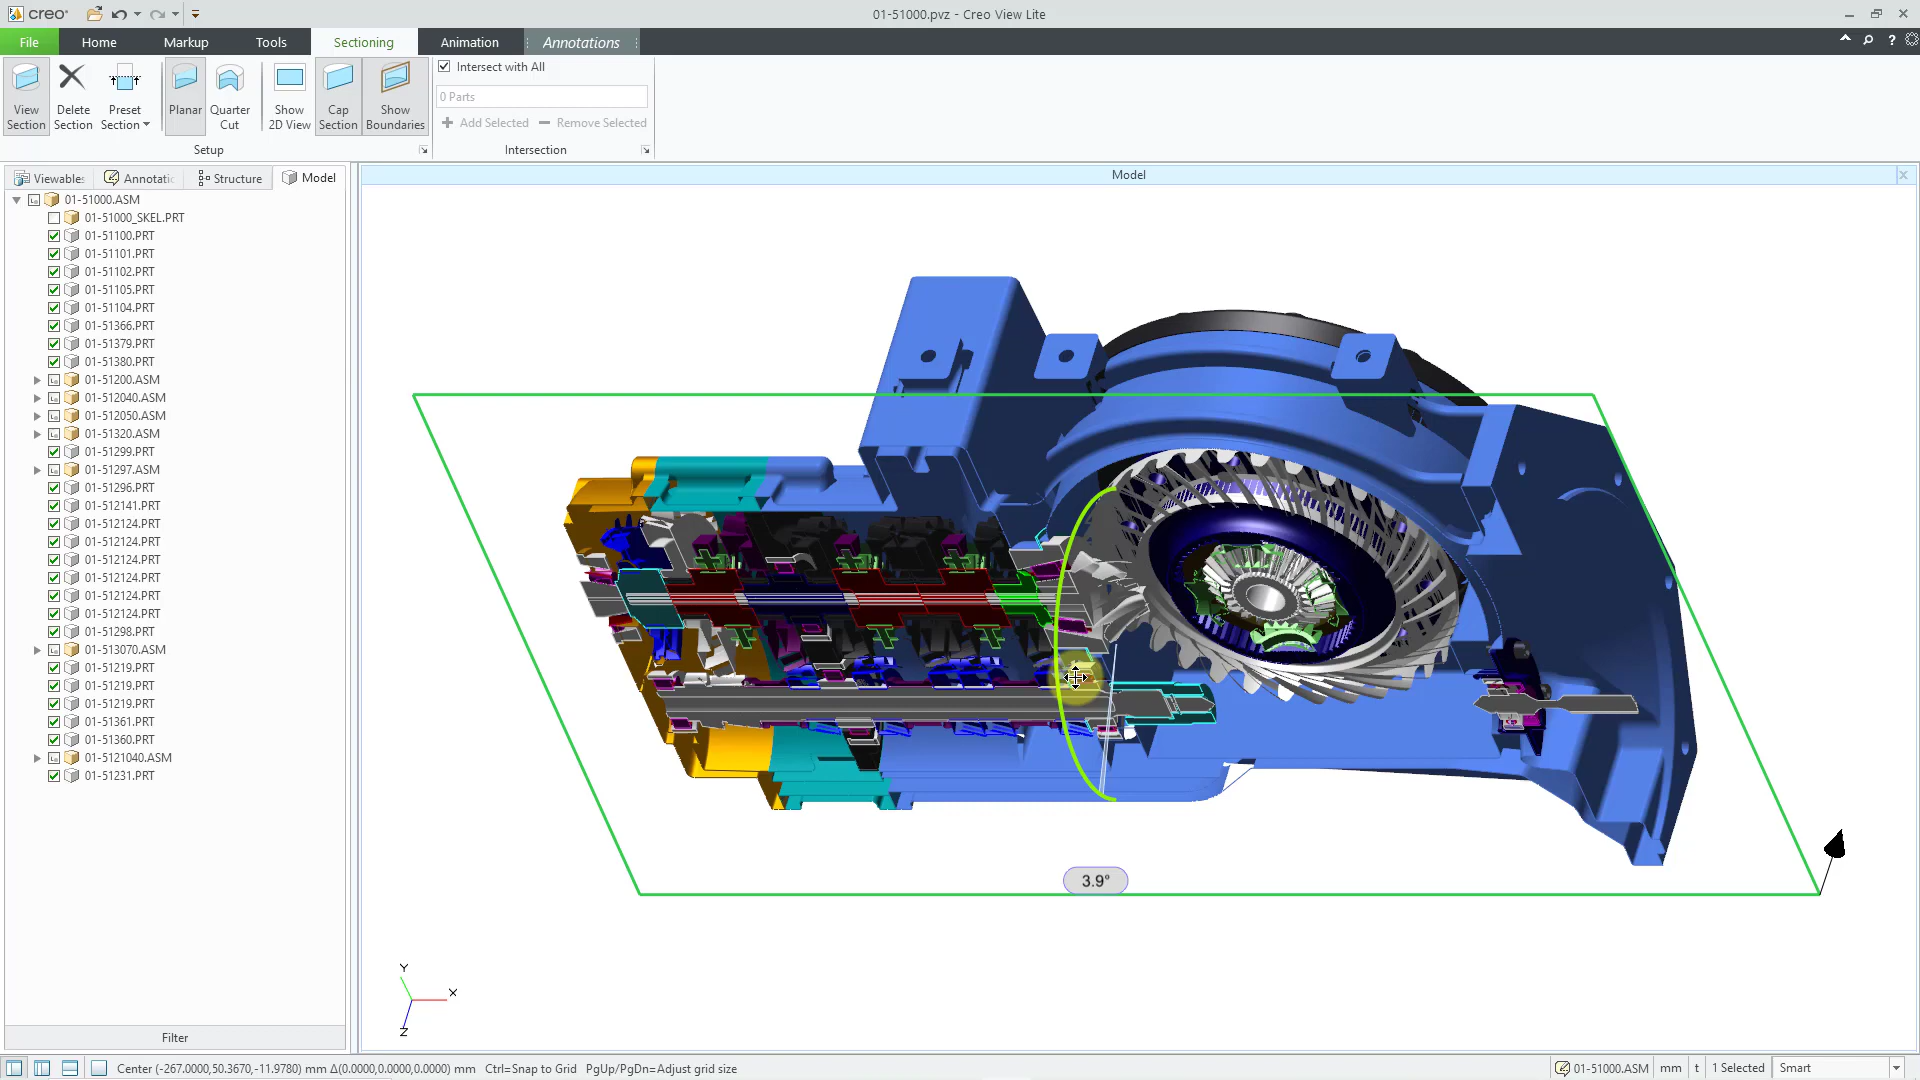 creo
01-51000.pvz - Creo View Lite
File
Home
Markup
Tools
Sectioning
Animation
Annotations
?
View Section
Delete Section
Preset Section
Planar
Quarter Cut
Show 2D View
Cap Section
Show Boundaries
Setup
Intersect with All
0 Parts
Add Selected
Remove Selected
Intersection
Viewables
Annotati
Structure
Model
Model
01-51000.ASM
01-51000_SKEL.PRT
01-51100.PRT
01-51101.PRT
01-51102.PRT
01-51105.PRT
01-51104.PRT
01-51366.PRT
01-51379.PRT
01-51380.PRT
01-51200.ASM
01-512040.ASM
01-512050.ASM
01-51320.ASM
01-51299.PRT
01-51297.ASM
01-51296.PRT
01-512141.PRT
01-512124.PRT
01-512124.PRT
01-512124.PRT
01-512124.PRT
01-512124.PRT
01-512124.PRT
01-51298.PRT
01-513070.ASM
01-51219.PRT
01-51219.PRT
01-51219.PRT
01-51361.PRT
01-51360.PRT
01-5121040.ASM
01-51231.PRT
3.9°
Y
X
Z
Filter
Center (-267.0000,50.3670,-11.9780) mm Δ(0.0000,0.0000,0.0000) mm Ctrl=Snap to Grid PgUp/PgDn=Adjust grid size
01-51000.ASM
mm
t
1 Selected
Smart